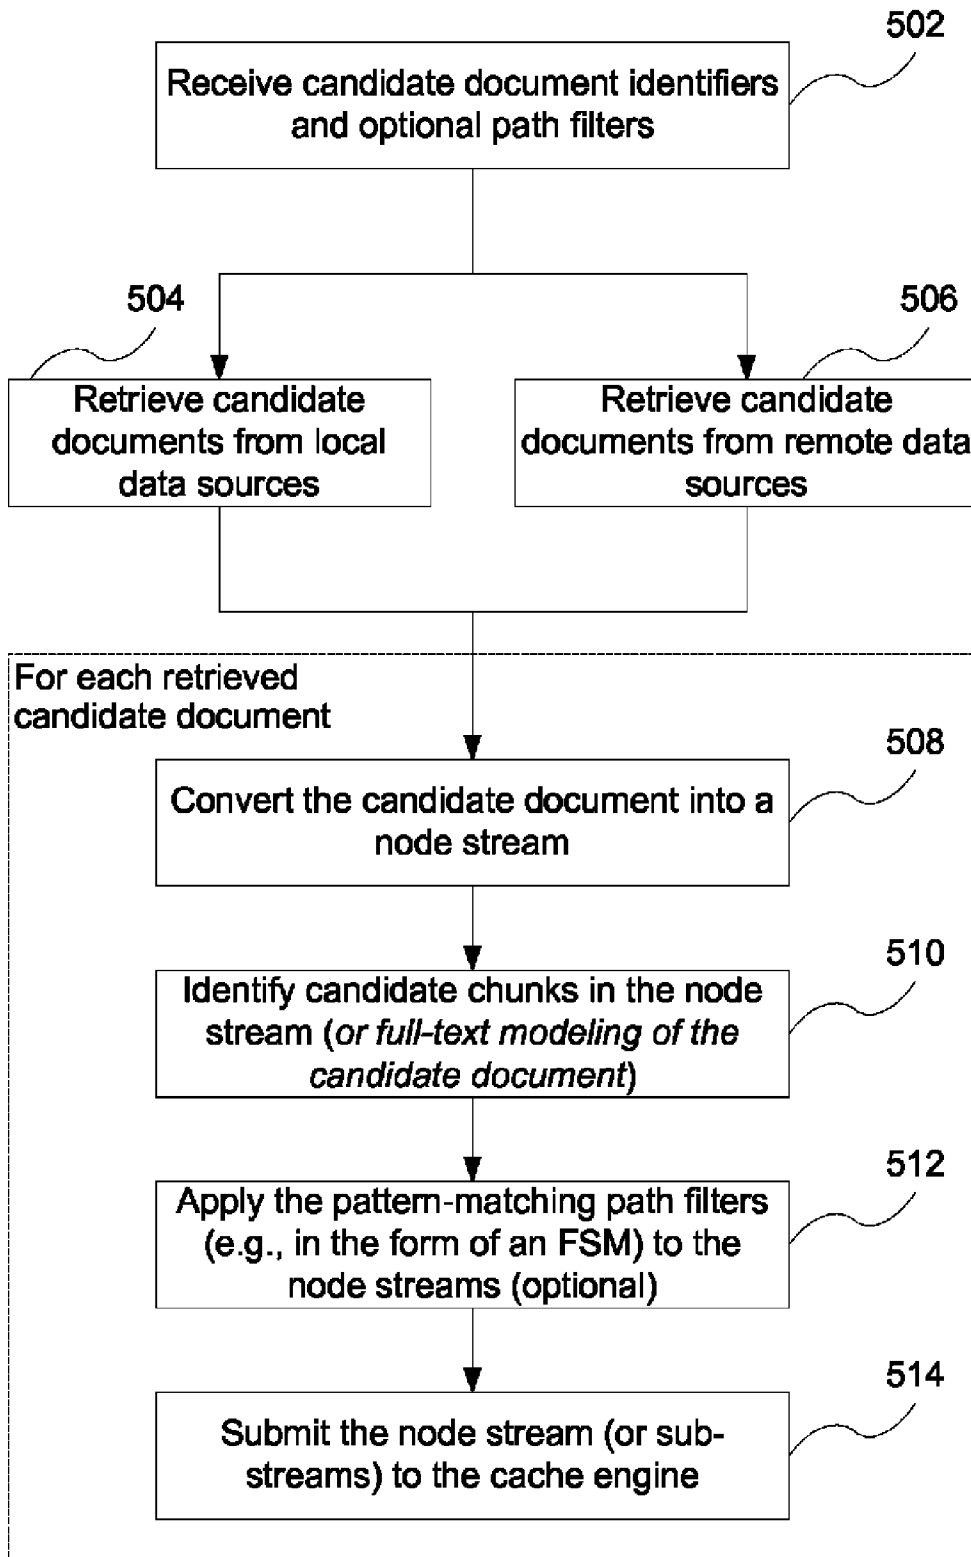 502
Receive candidate document identifiers
and optional path filters
504
506
Retrieve candidate
documents from local
data sources
Retrieve candidate
documents from remote data
sources
For each retrieved
candidate document
508
Convert the candidate document into a
node stream
510
Identify candidate chunks in the node
stream (or full-text modeling of the
candidate document)
512
Apply the pattern-matching path filters
(e.g., in the form of an FSM) to the
node streams (optional)
514
Submit the node stream (or sub-
streams) to the cache engine